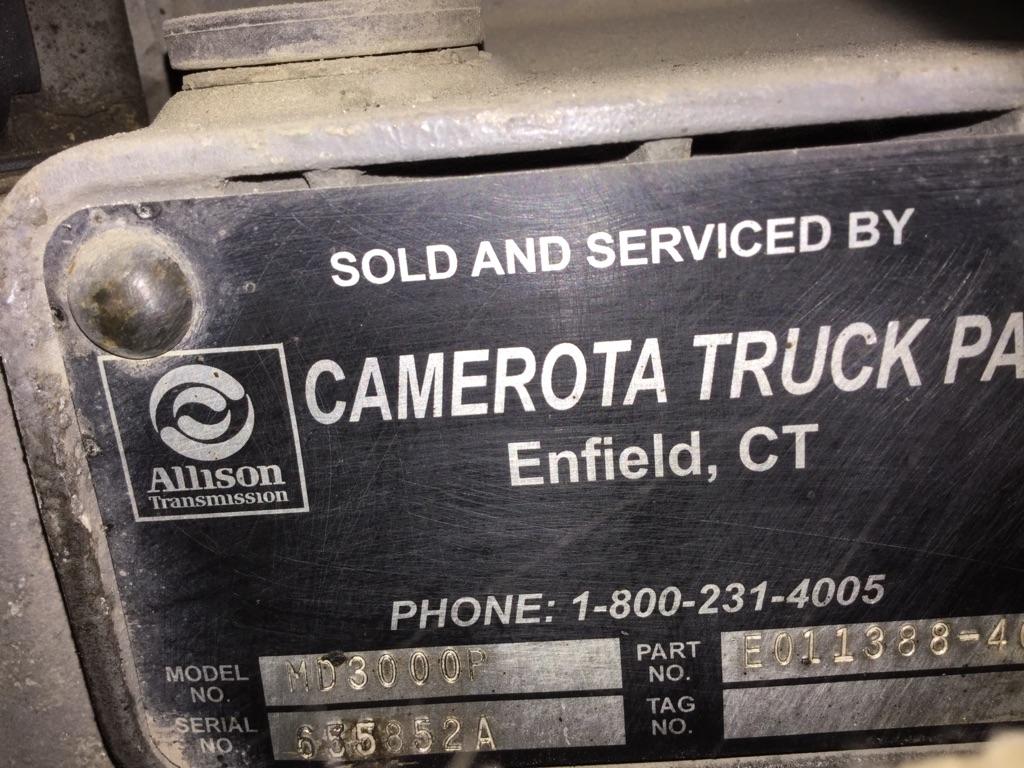 SOLD AND SERVICED BY
CAMEROTA TRUCK PA
Enfield, CT
Allison
Transmission
PHONE: 1-800-231-4005
MODEL NO. MD3000P
PART NO. E011388-40
SERIAL NO. 655852A
TAG NO.